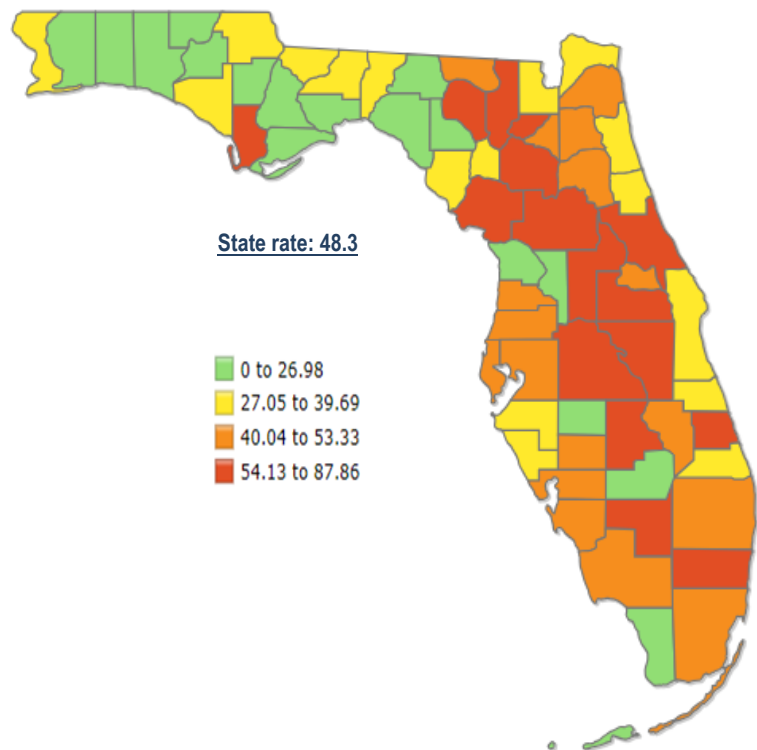 State rate: 48.3
0 to 26.98
27.05 to 39.69
40.04 to 53.33
54.13 to 87.86